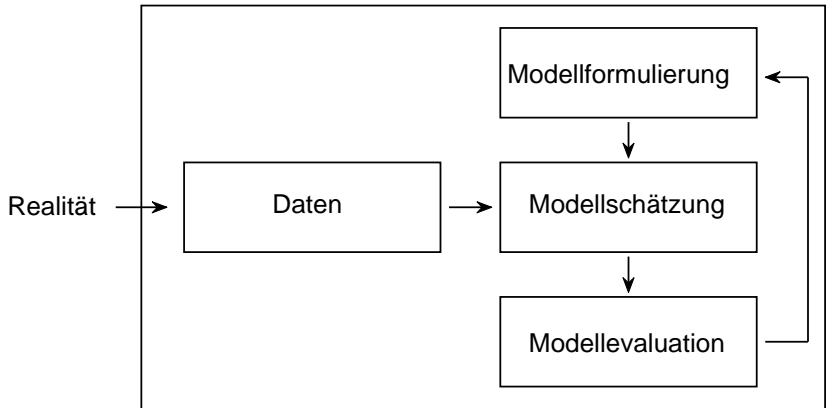 Modellformulierung
Realität
Daten
Modellschätzung
Modellevaluation